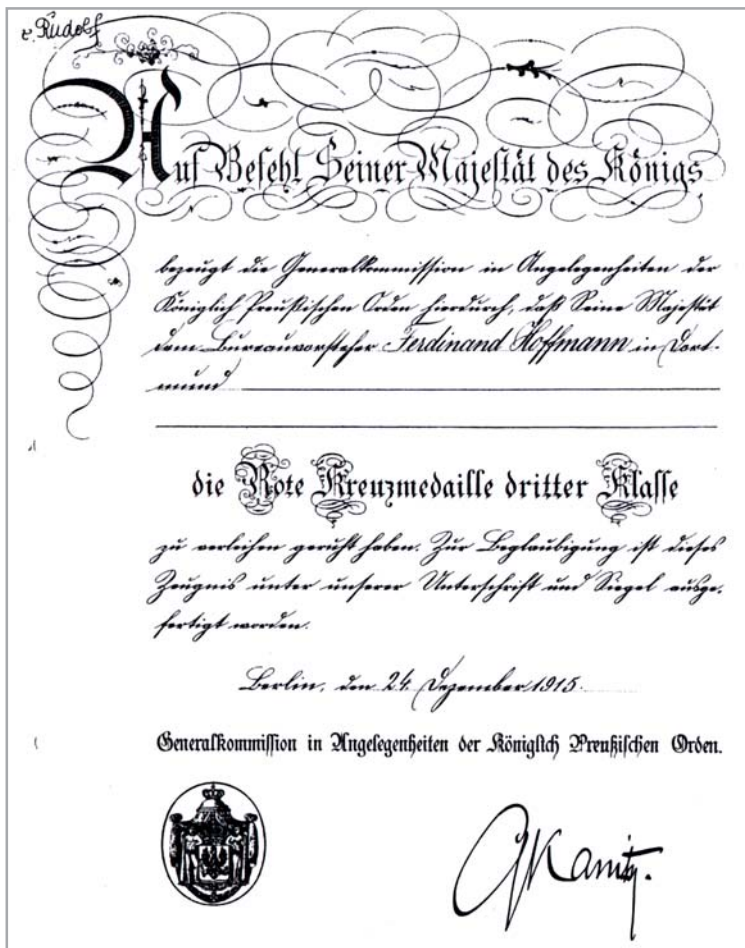 v. Rudolf
Auf Befehl Seiner Majestät des Königs
bezeugt die Generalkommission in Angelegenheiten der
Königlich Preußischen Orden hierdurch, daß Seine Majestät
dem Bureauvorsteher Ferdinand Hoffmann in Dort-
mund
die Rote Kreuzmedaille dritter Klasse
zu verleihen geruht haben. Zur Beglaubigung ist dieses
Zeugnis unter unserer Unterschrift und Siegel ausge-
fertigt worden.
Berlin, den 24. Dezember 1915.
Generalkommission in Angelegenheiten der Königlich Preußischen Orden.
GKanitz.